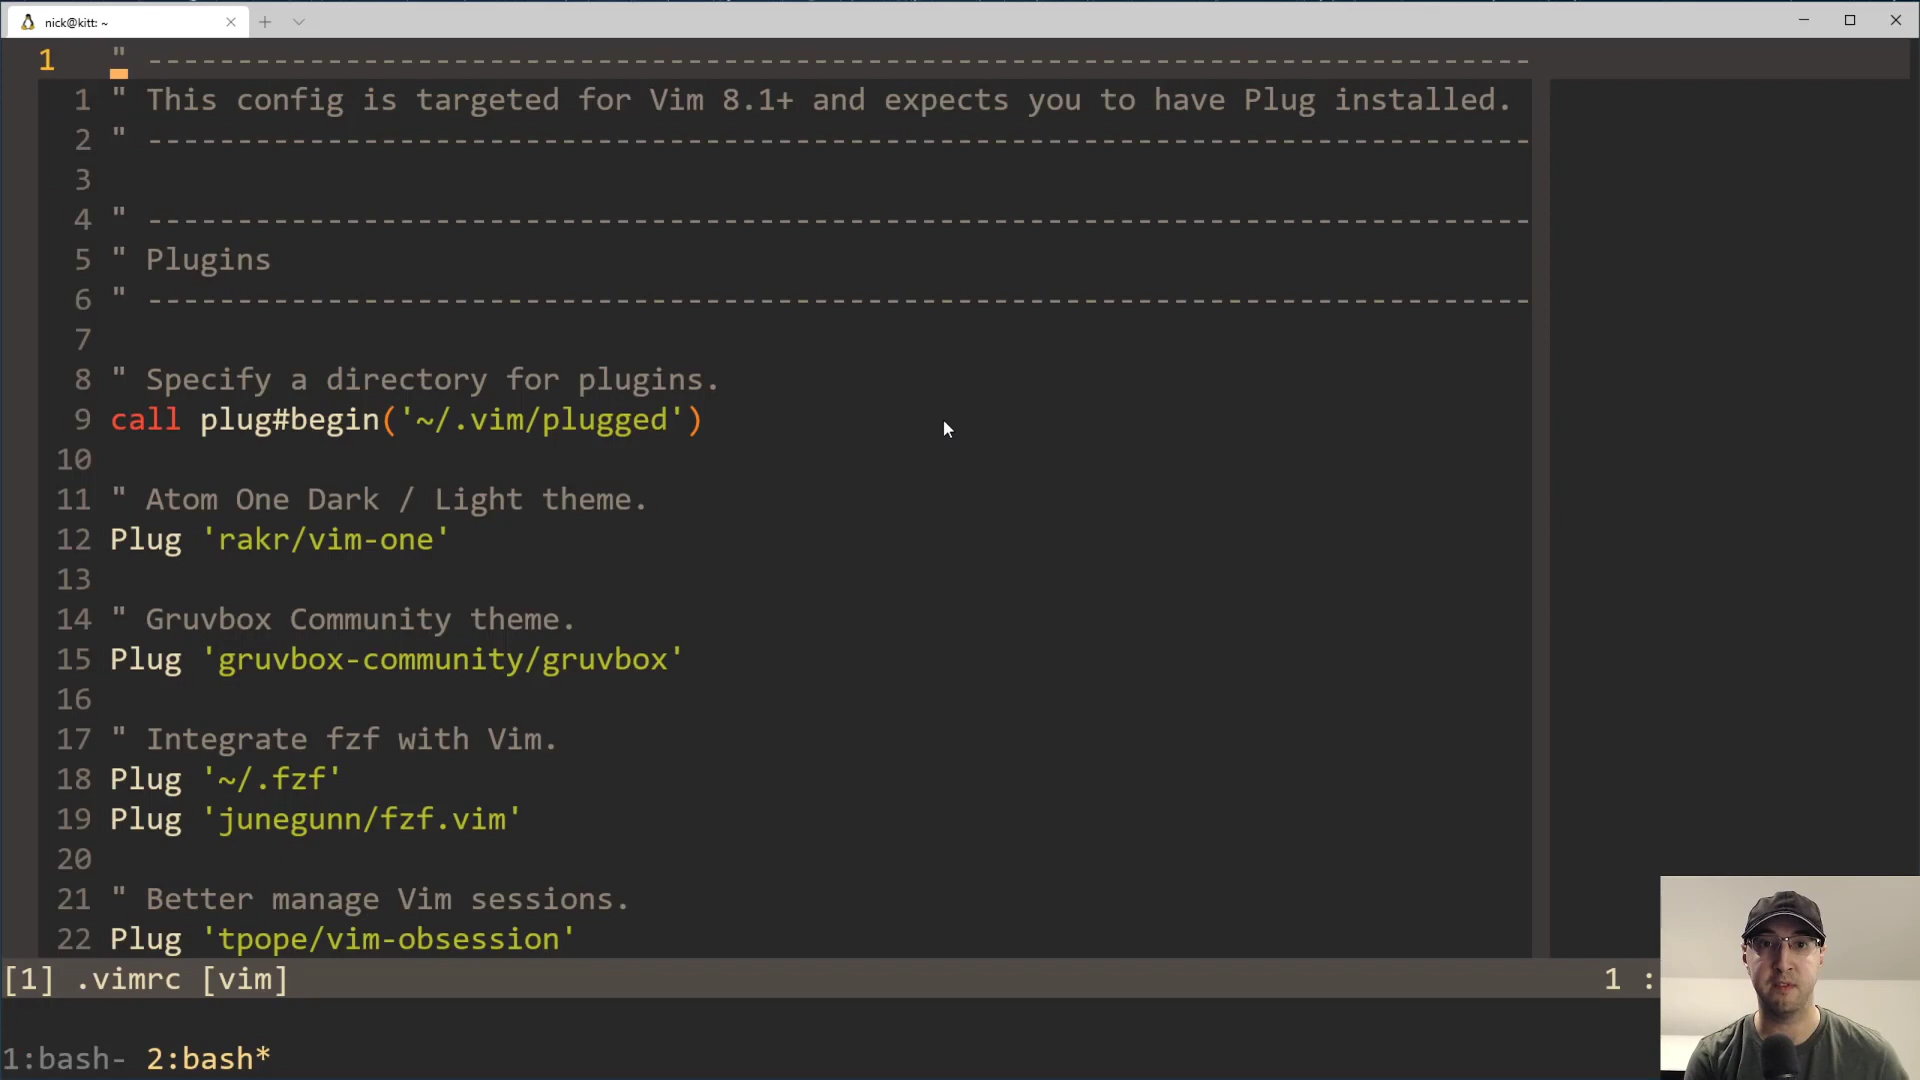 nick@kitt: ~
1 " -----------------------------------------------------------------------------
1 " This config is targeted for Vim 8.1+ and expects you to have Plug installed.
2 " -----------------------------------------------------------------------------
3
4 " -----------------------------------------------------------------------------
5 " Plugins
6 " -----------------------------------------------------------------------------
7
8 " Specify a directory for plugins.
9 call plug#begin('~/.vim/plugged')
10
11 " Atom One Dark / Light theme.
12 Plug 'rakr/vim-one'
13
14 " Gruvbox Community theme.
15 Plug 'gruvbox-community/gruvbox'
16
17 " Integrate fzf with Vim.
18 Plug '~/.fzf'
19 Plug 'junegunn/fzf.vim'
20
21 " Better manage Vim sessions.
22 Plug 'tpope/vim-obsession'
[1] .vimrc [vim] 1 :
1:bash- 2:bash*